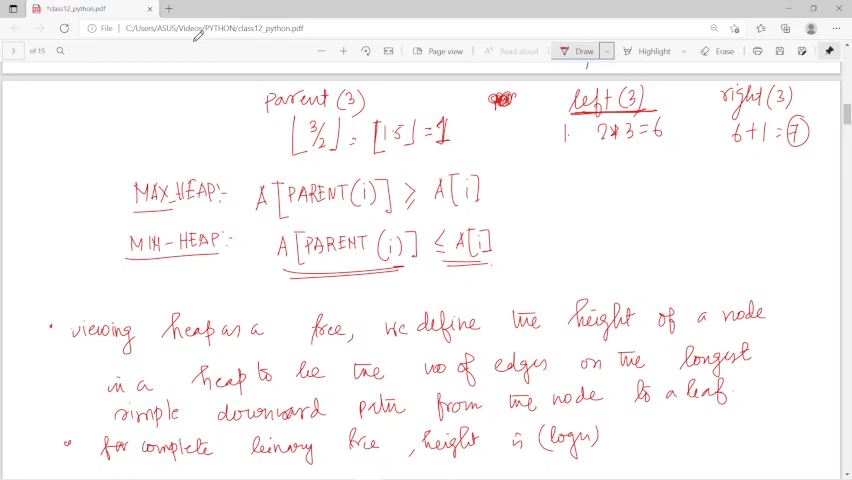 *class12_python.pdf
File | C:/Users/ASUS/Videos/PYTHON/class12_python.pdf
3 of 15 Page view Read aloud Draw Highlight Erase
parent (3) left (3) right (3)
⌊3/2⌋ = ⌊1.5⌋ = 1 1. 2*3=6 6+1=7
MAX-HEAP:- A[PARENT(i)] ≥ A[i]
MIN-HEAP:- A[PARENT(i)] ≤ A[i]
• viewing heap as a tree, we define the height of a node
in a heap to be the no of edges on the longest
simple downward path from the node to a leaf.
• for complete binary tree, height is (logn)